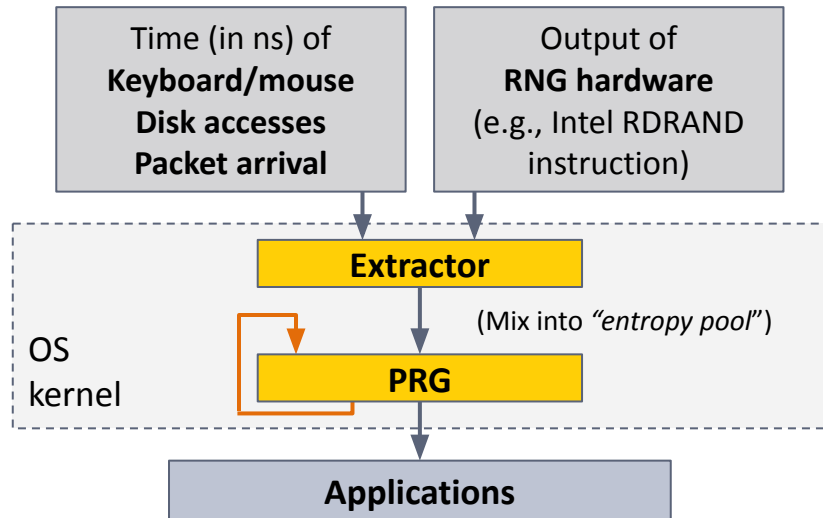 Time (in ns) of
Keyboard/mouse
Disk accesses
Packet arrival
Output of
RNG hardware
(e.g., Intel RDRAND
instruction)
Extractor
(Mix into “entropy pool”)
OS
kernel
PRG
Applications